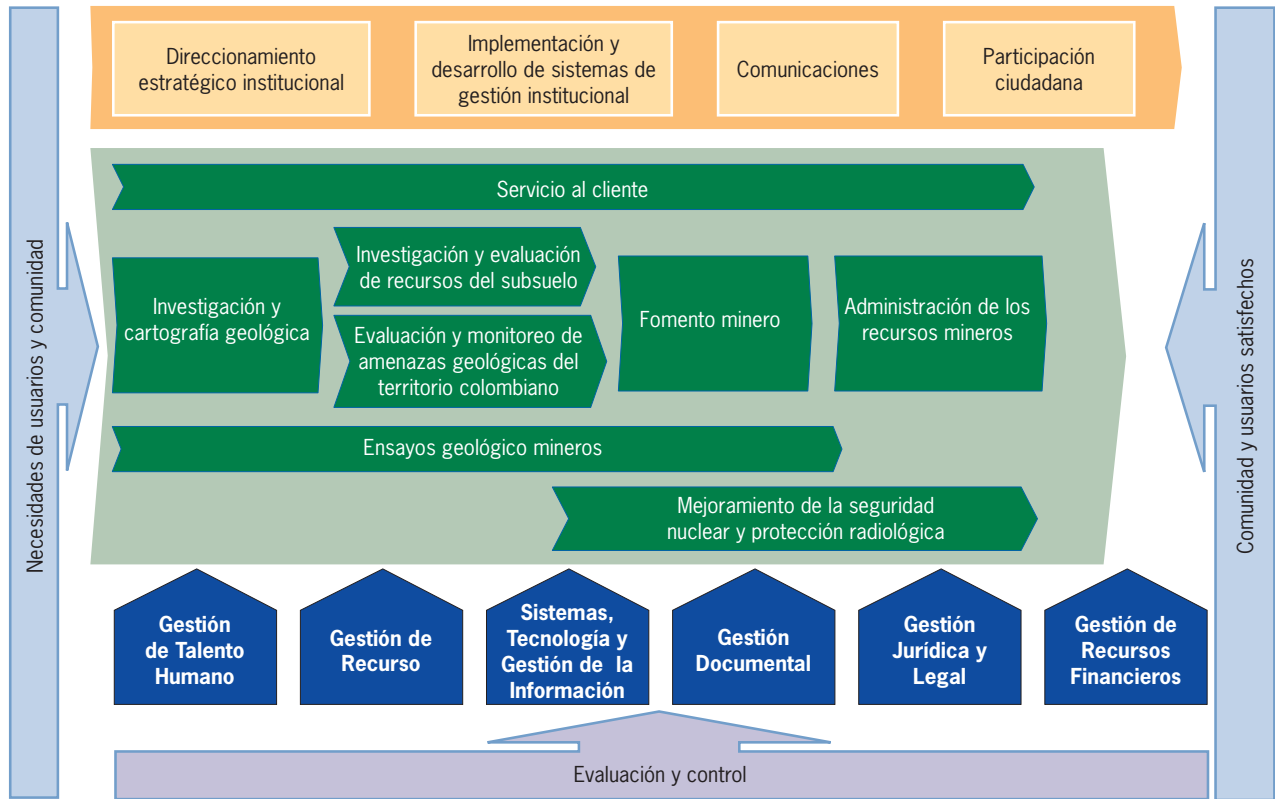 Direccionamiento
estratégico institucional
Implementación y
desarrollo de sistemas de
gestión institucional
Comunicaciones
Participación
ciudadana
Necesidades de usuarios y comunidad
Servicio al cliente
Investigación y
cartografía geológica
Investigación y evaluación
de recursos del subsuelo
Evaluación y monitoreo de
amenazas geológicas del
territorio colombiano
Fomento minero
Administración de los
recursos mineros
Ensayos geológico mineros
Mejoramiento de la seguridad
nuclear y protección radiológica
Comunidad y usuarios satisfechos
Gestión
de Talento
Humano
Gestión de
Recurso
Sistemas,
Tecnología y
Gestión de la
Información
Gestión
Documental
Gestión
Jurídica y
Legal
Gestión de
Recursos
Financieros
Evaluación y control